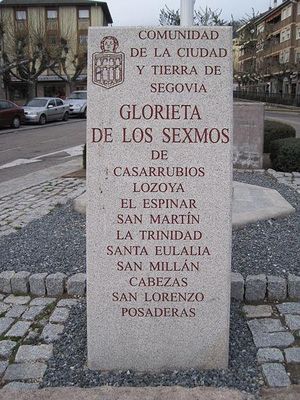 COMUNIDAD
DE LA CIUDAD
Y TIERRA DE
SEGOVIA
GLORIETA
DE LOS SEXMOS
DE
CASARRUBIOS
LOZOYA
EL ESPINAR
SAN MARTÍN
LA TRINIDAD
SANTA EULALIA
SAN MILLÁN
CABEZAS
SAN LORENZO
POSADERAS